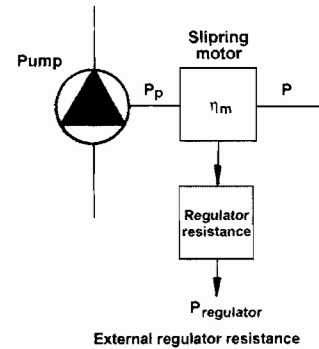 Slipring
motor
Pump
Pp
ηm
P
Regulator
resistance
Pregulator
External regulator resistance